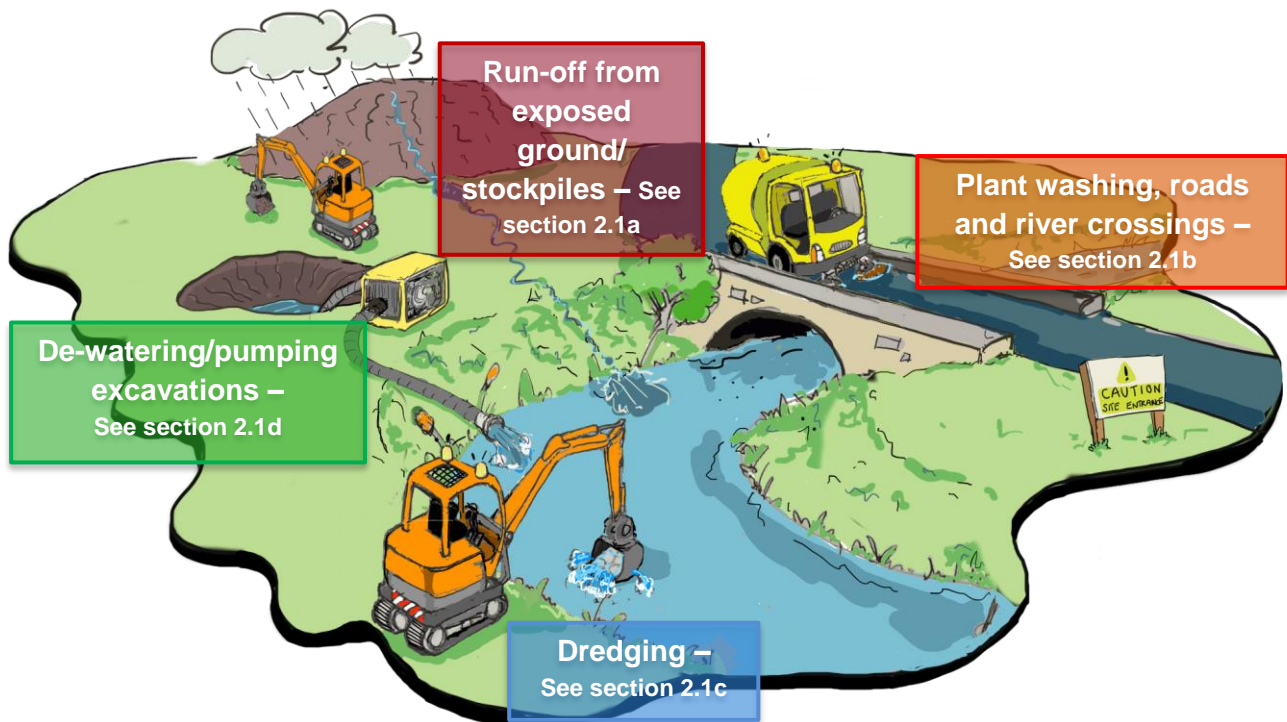 Run-off from
exposed
ground/
stockpiles – See
section 2.1a
Plant washing, roads
and river crossings –
See section 2.1b
De-watering/pumping
excavations –
See section 2.1d
CAUTION
SITE ENTRANCE
Dredging –
See section 2.1c